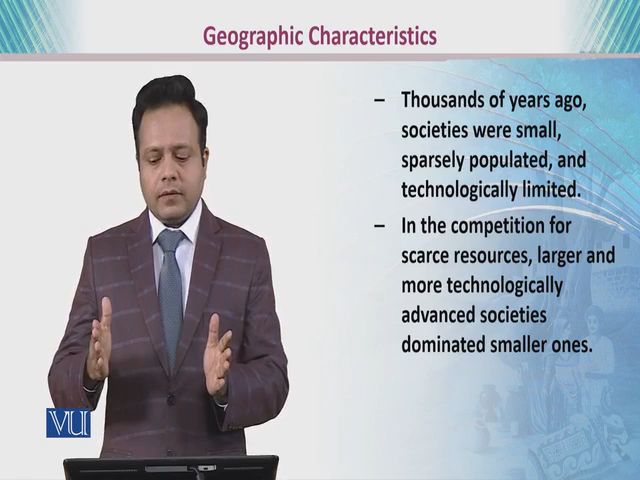 Geographic Characteristics
– Thousands of years ago,
societies were small,
sparsely populated, and
technologically limited.
– In the competition for
scarce resources, larger and
more technologically
advanced societies
dominated smaller ones.
VU